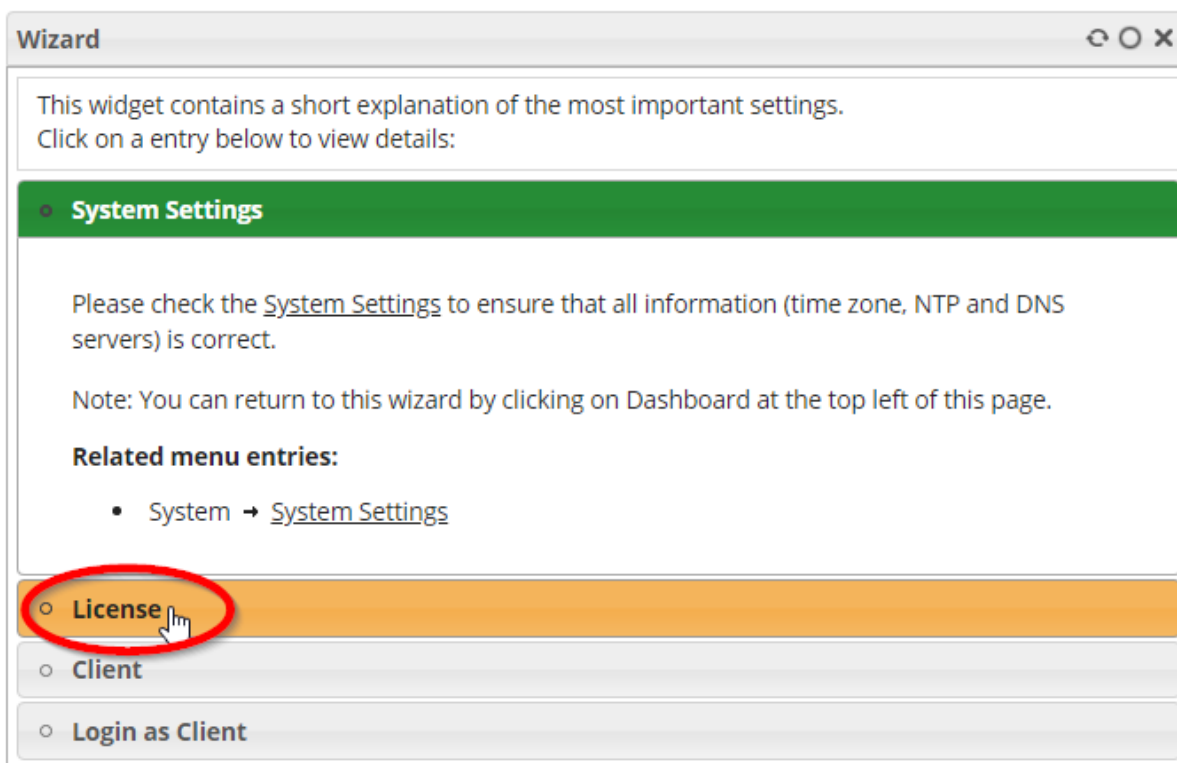 Wizard
This widget contains a short explanation of the most important settings.
Click on a entry below to view details:
System Settings
Please check the System Settings to ensure that all information (time zone, NTP and DNS
servers) is correct.
Note: You can return to this wizard by clicking on Dashboard at the top left of this page.
Related menu entries:
• System → System Settings
License
Client
Login as Client